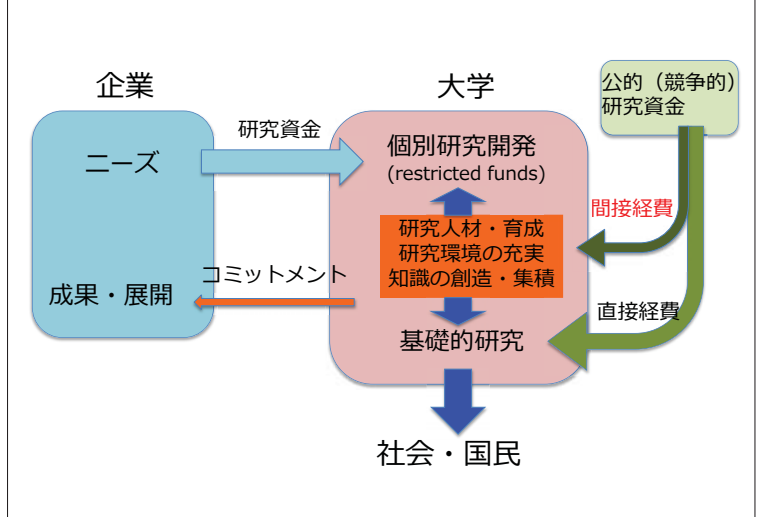 企業
大学
公的（競争的）
研究資金
研究資金
ニーズ
個別研究開発
(restricted funds)
間接経費
研究人材・育成
研究環境の充実
知識の創造・集積
コミットメント
成果・展開
直接経費
基礎的研究
社会・国民